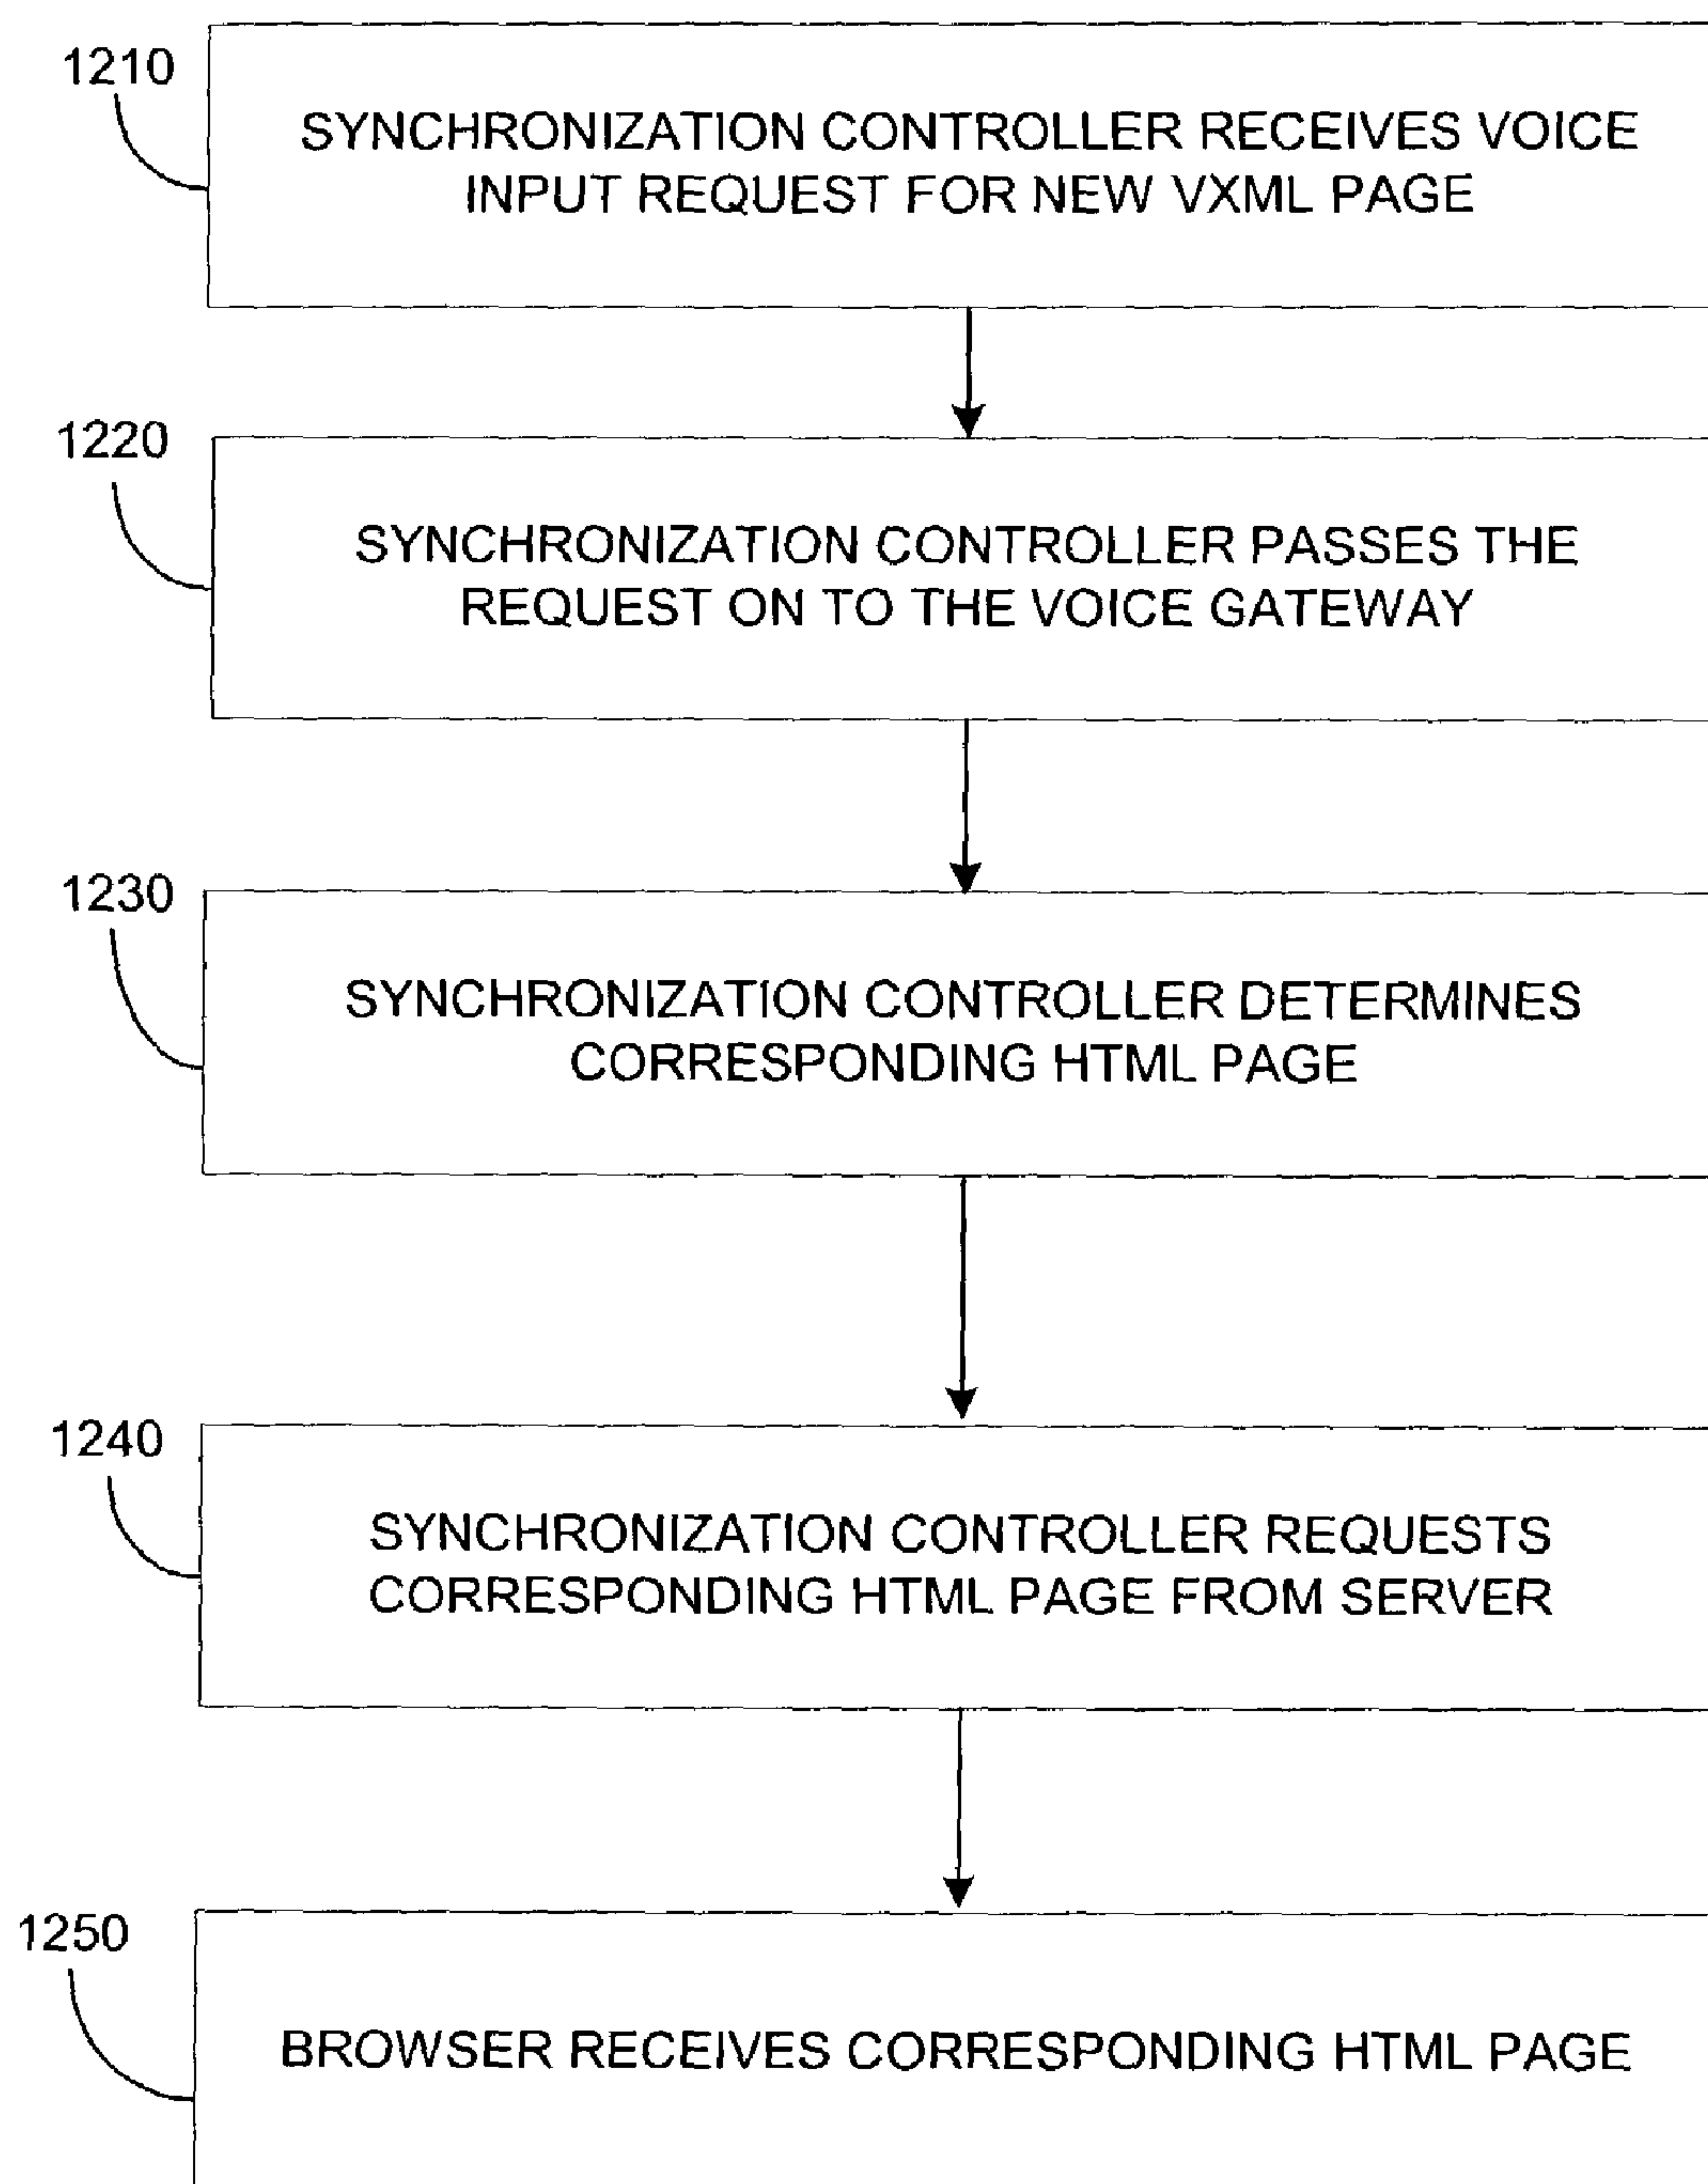 1210
SYNCHRONIZATION CONTROLLER RECEIVES VOICE
INPUT REQUEST FOR NEW VXML PAGE
1220
SYNCHRONIZATION CONTROLLER PASSES THE
REQUEST ON TO THE VOICE GATEWAY
1230
SYNCHRONIZATION CONTROLLER DETERMINES
CORRESPONDING HTML PAGE
1240
SYNCHRONIZATION CONTROLLER REQUESTS
CORRESPONDING HTML PAGE FROM SERVER
1250
BROWSER RECEIVES CORRESPONDING HTML PAGE